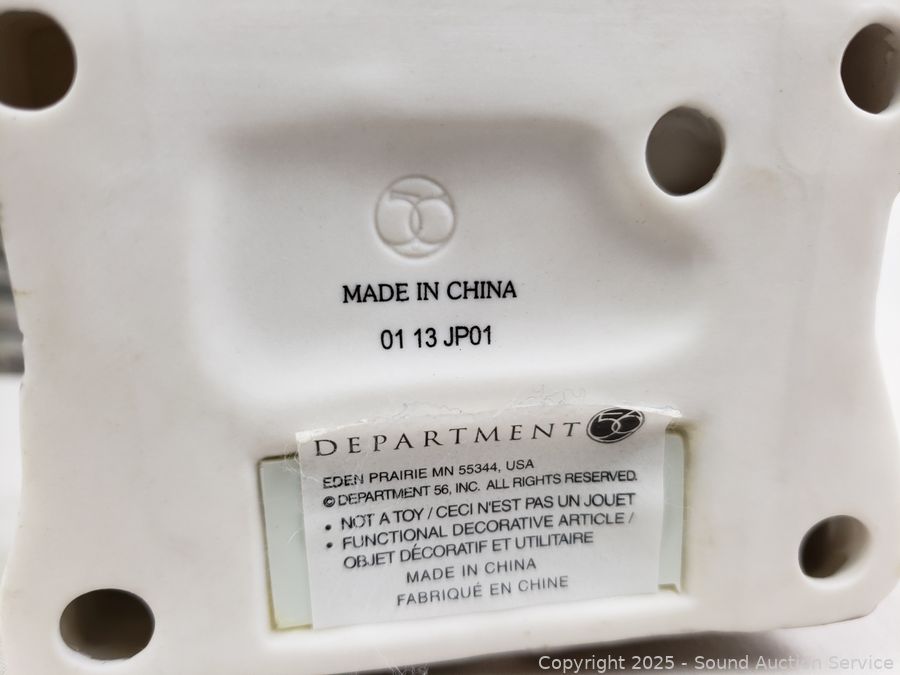 56
MADE IN CHINA
01 13 JP01
DEPARTMENT 56
EDEN PRAIRIE MN 55344, USA
© DEPARTMENT 56, INC. ALL RIGHTS RESERVED.
• NOT A TOY / CECI N'EST PAS UN JOUET
• FUNCTIONAL DECORATIVE ARTICLE /
OBJET DÉCORATIF ET UTILITAIRE
MADE IN CHINA
FABRIQUÉ EN CHINE
Copyright 2025 - Sound Auction Service